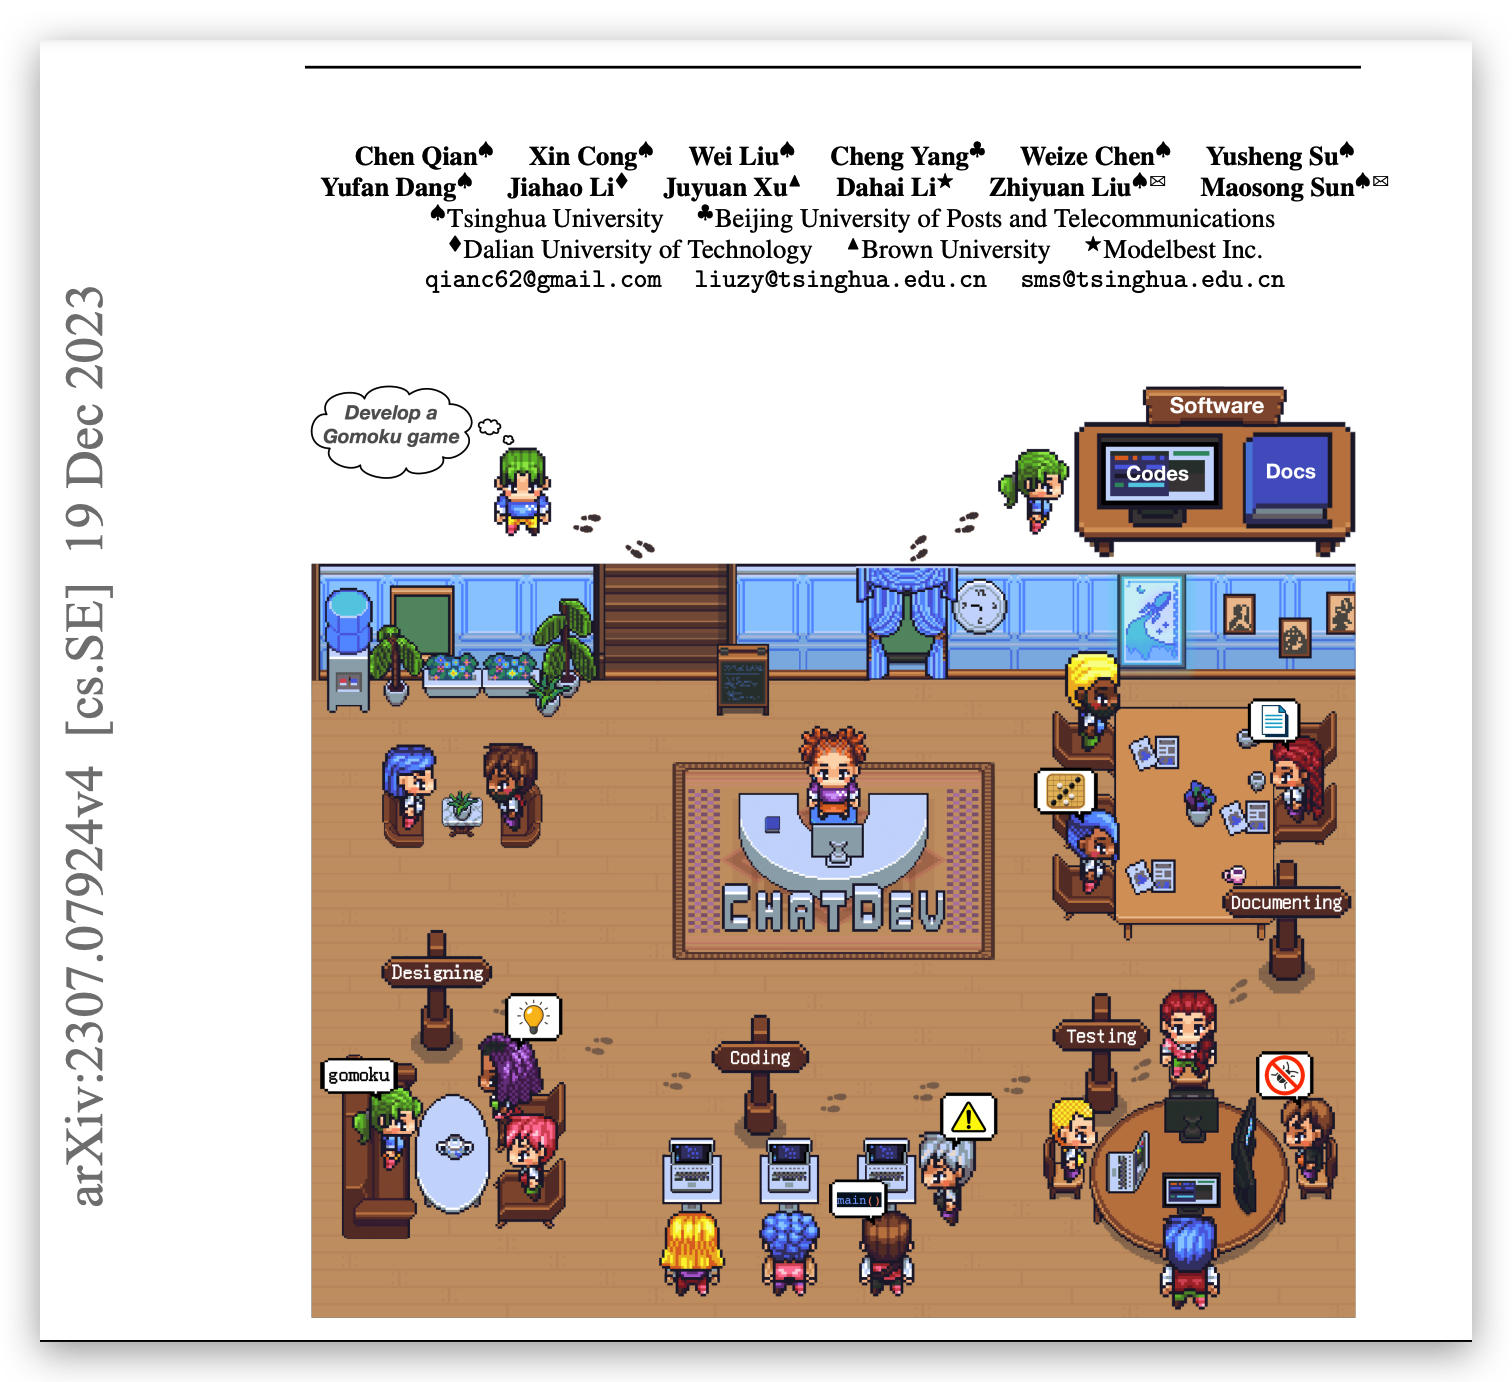 Chen Qian♠ Xin Cong♠ Wei Liu♠ Cheng Yang♣ Weize Chen♠ Yusheng Su♠
Yufan Dang♠ Jiahao Li♦ Juyuan Xu▲ Dahai Li★ Zhiyuan Liu♠✉ Maosong Sun♠✉
♠Tsinghua University ♣Beijing University of Posts and Telecommunications
♦Dalian University of Technology ▲Brown University ★Modelbest Inc.
qianc62@gmail.com liuzy@tsinghua.edu.cn sms@tsinghua.edu.cn
arXiv:2307.07924v4 [cs.SE] 19 Dec 2023
Develop a
Gomoku game
Software
Codes
Docs
CHATDEV
Documenting
Designing
gomoku
Coding
main()
Testing